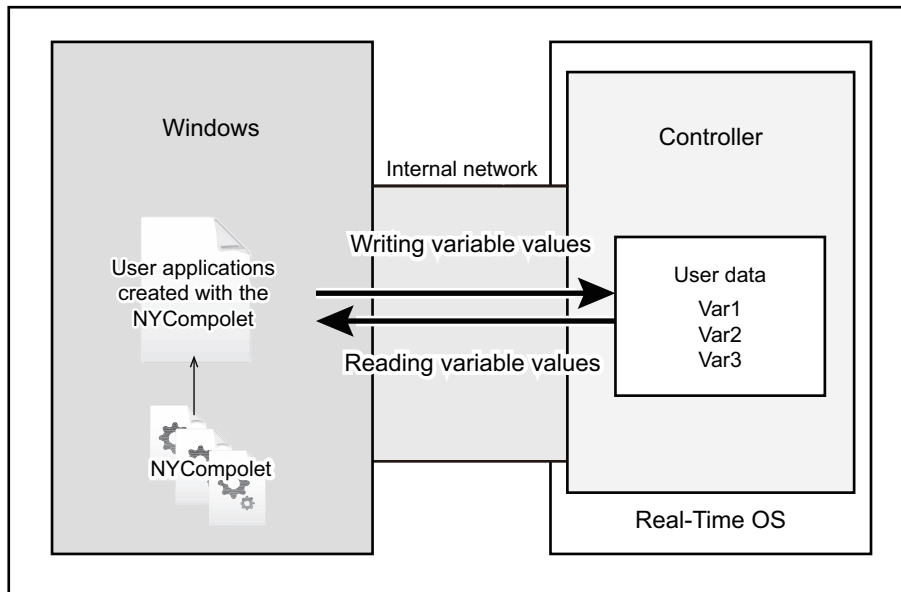 Windows
Controller
Internal network
Writing variable values
User applications
created with the
NYCompolet
User data
Var1
Var2
Var3
Reading variable values
NYCompolet
Real-Time OS